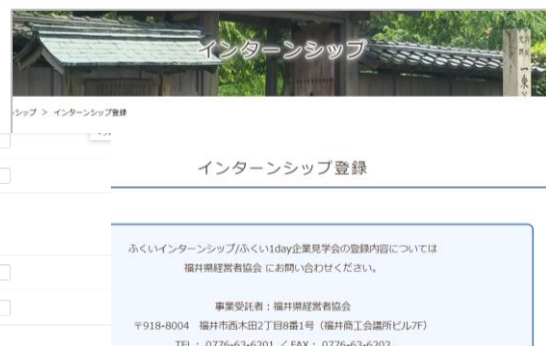 インターンシップ
シップ > インターンシップ登録
インターンシップ登録
ふくいインターンシップ/ふくい1day企業見学会の登録内容については
福井県経営者協会 にお問い合わせください。
事業受託者：福井県経営者協会
〒918-8004 福井市西木田2丁目8番1号（福井商工会議所ビル7F）
TEL： 0776-63-6201 ／ FAX： 0776-63-6202